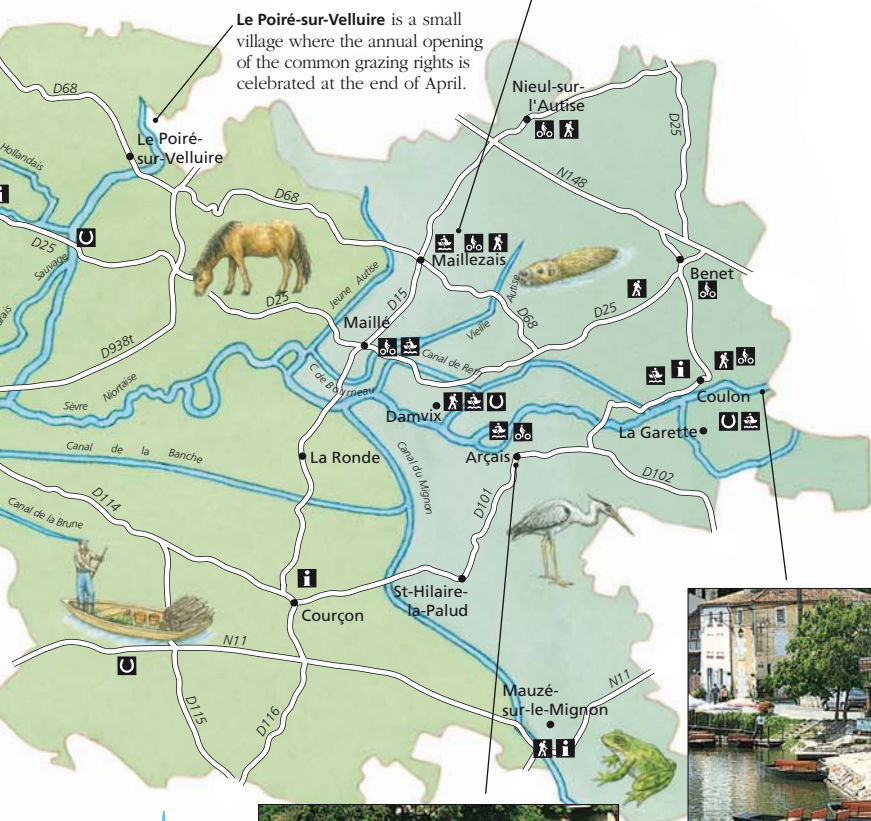 Le Poiré-sur-Velluire is a small
village where the annual opening
of the common grazing rights is
celebrated at the end of April.
D68
Nieul-sur-
l'Autise
D25
Le Poiré-
sur-Velluire
Hollandais
N148
D68
D25
Sauvage
Maillezais
Benet
Jeune Autise
D15
Autise
D25
D25
D68
Vieille
Maillé
D938t
Canal de Reth
C de Bourneau
Sèvre Niortaise
Coulon
Damvix
La Garette
Canal de la Banche
La Ronde
Arçais
D102
Canal du Mignon
D114
D101
Canal de la Brune
St-Hilaire-
la-Palud
Courçon
N11
N11
Mauzé-
sur-le-Mignon
D115
D116